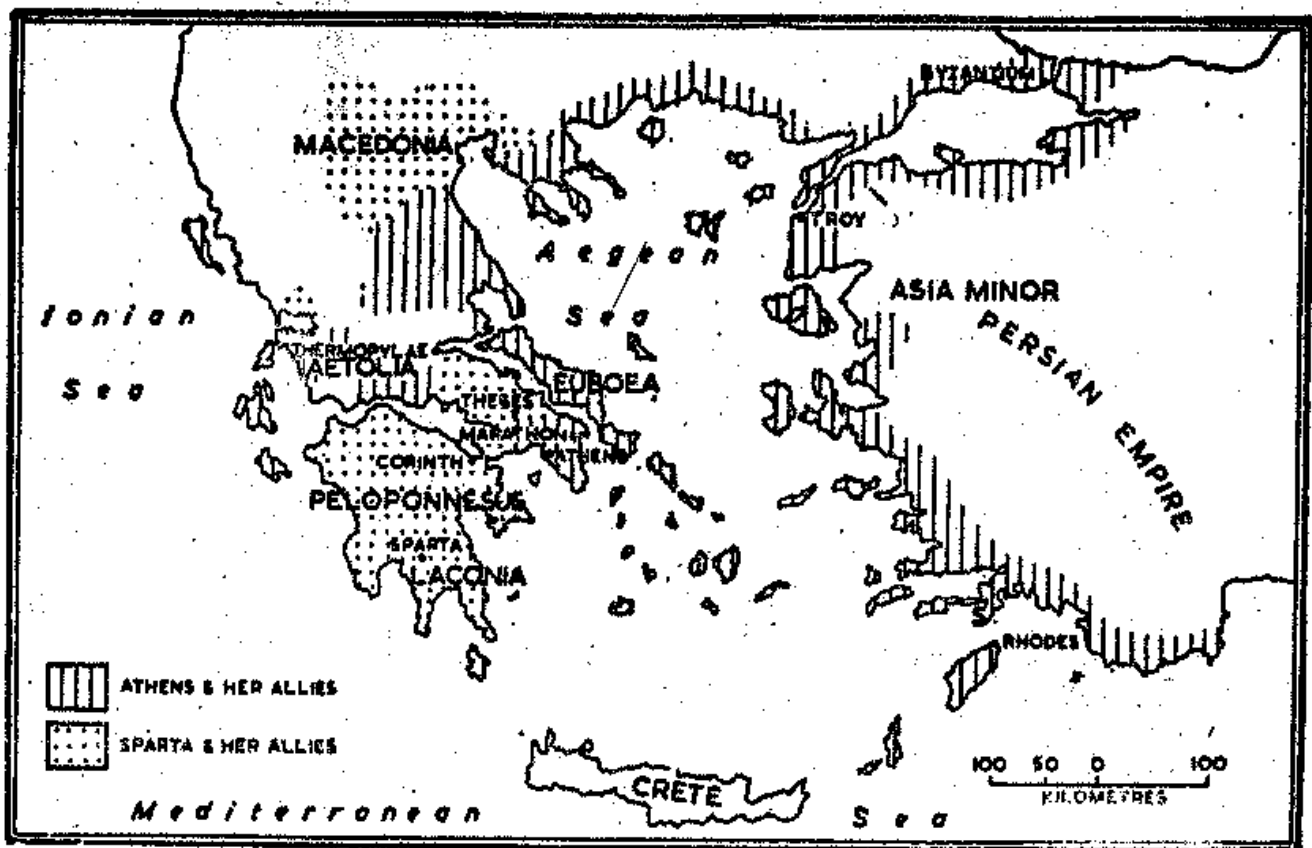 BYZANTIUM
MACEDONIA
TROY
Aegean
Sea
ASIA MINOR
PERSIAN EMPIRE
Ionian
Sea
THERMOPYLAE
AETOLIA
EUBOEA
THEBES
MARATHON
ATHENS
CORINTH
PELOPONNESUS
SPARTA
LACONIA
RHODES
ATHENS & HER ALLIES
SPARTA & HER ALLIES
CRETE
100 50 0 100
KILOMETRES
Mediterranean Sea